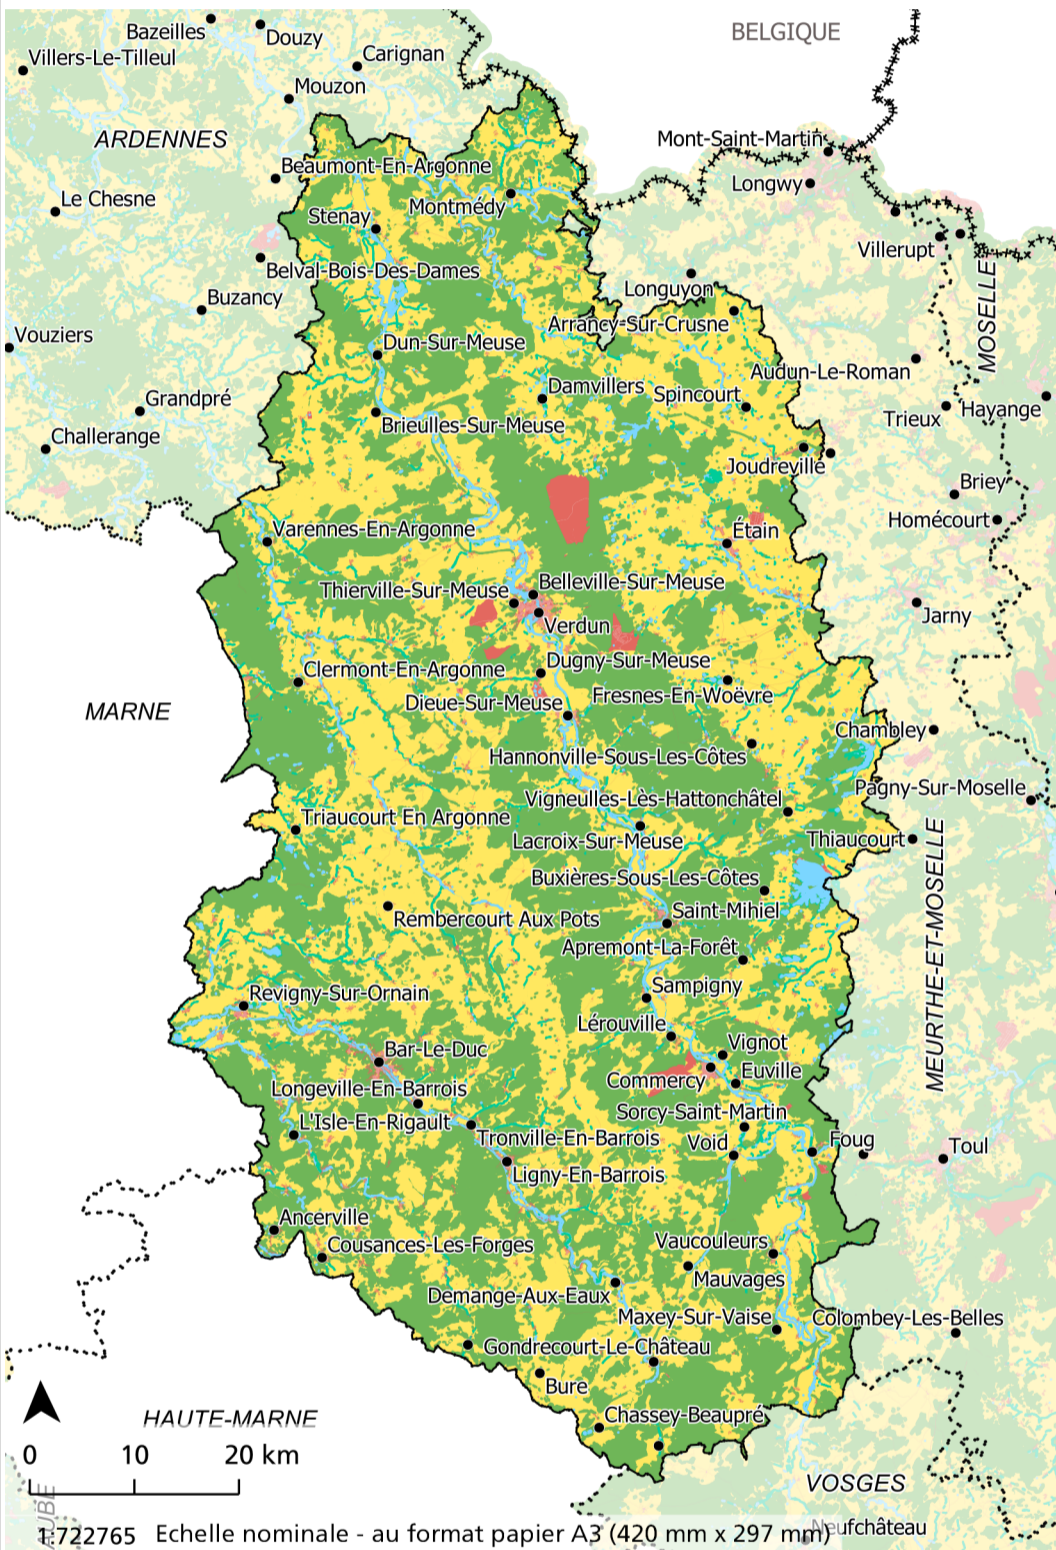 BELGIQUE
Bazeilles
Douzy
Villers-Le-Tilleul
Carignan
Mouzon
ARDENNES
Mont-Saint-Martin
Beaumont-En-Argonne
Longwy
Le Chesne
Montmédy
Stenay
Villerupt
Belval-Bois-Des-Dames
MOSELLE
Buzancy
Longuyon
Arrancy-Sur-Crusne
Vouziers
Dun-Sur-Meuse
Audun-Le-Roman
Damvillers
Spincourt
Grandpré
Trieux
Hayange
Brieulles-Sur-Meuse
Challerange
Joudreville
Briey
Homécourt
Varennes-En-Argonne
Étain
Belleville-Sur-Meuse
Thierville-Sur-Meuse
Jarny
Verdun
Clermont-En-Argonne
Dugny-Sur-Meuse
Fresnes-En-Woëvre
Dieue-Sur-Meuse
MARNE
Chambley
Hannonville-Sous-Les-Côtes
Pagny-Sur-Moselle
Vigneulles-Lès-Hattonchâtel
Triaucourt En Argonne
Lacroix-Sur-Meuse
Thiaucourt
Buxières-Sous-Les-Côtes
MEURTHE-ET-MOSELLE
Saint-Mihiel
Rembercourt Aux Pots
Apremont-La-Forêt
Sampigny
Revigny-Sur-Ornain
Lérouville
Vignot
Bar-Le-Duc
Euville
Commercy
Longeville-En-Barrois
Sorcy-Saint-Martin
L'Isle-En-Rigault
Tronville-En-Barrois
Void
Foug
Toul
Ligny-En-Barrois
Ancerville
Cousances-Les-Forges
Vaucouleurs
Mauvages
Demange-Aux-Eaux
Maxey-Sur-Vaise
Colombey-Les-Belles
Gondrecourt-Le-Château
Bure
HAUTE-MARNE
Chassey-Beaupré
0 10 20 km
VOSGES
AUBE
1:722765 Echelle nominale - au format papier A3 (420 mm x 297 mm)
Neufchâteau